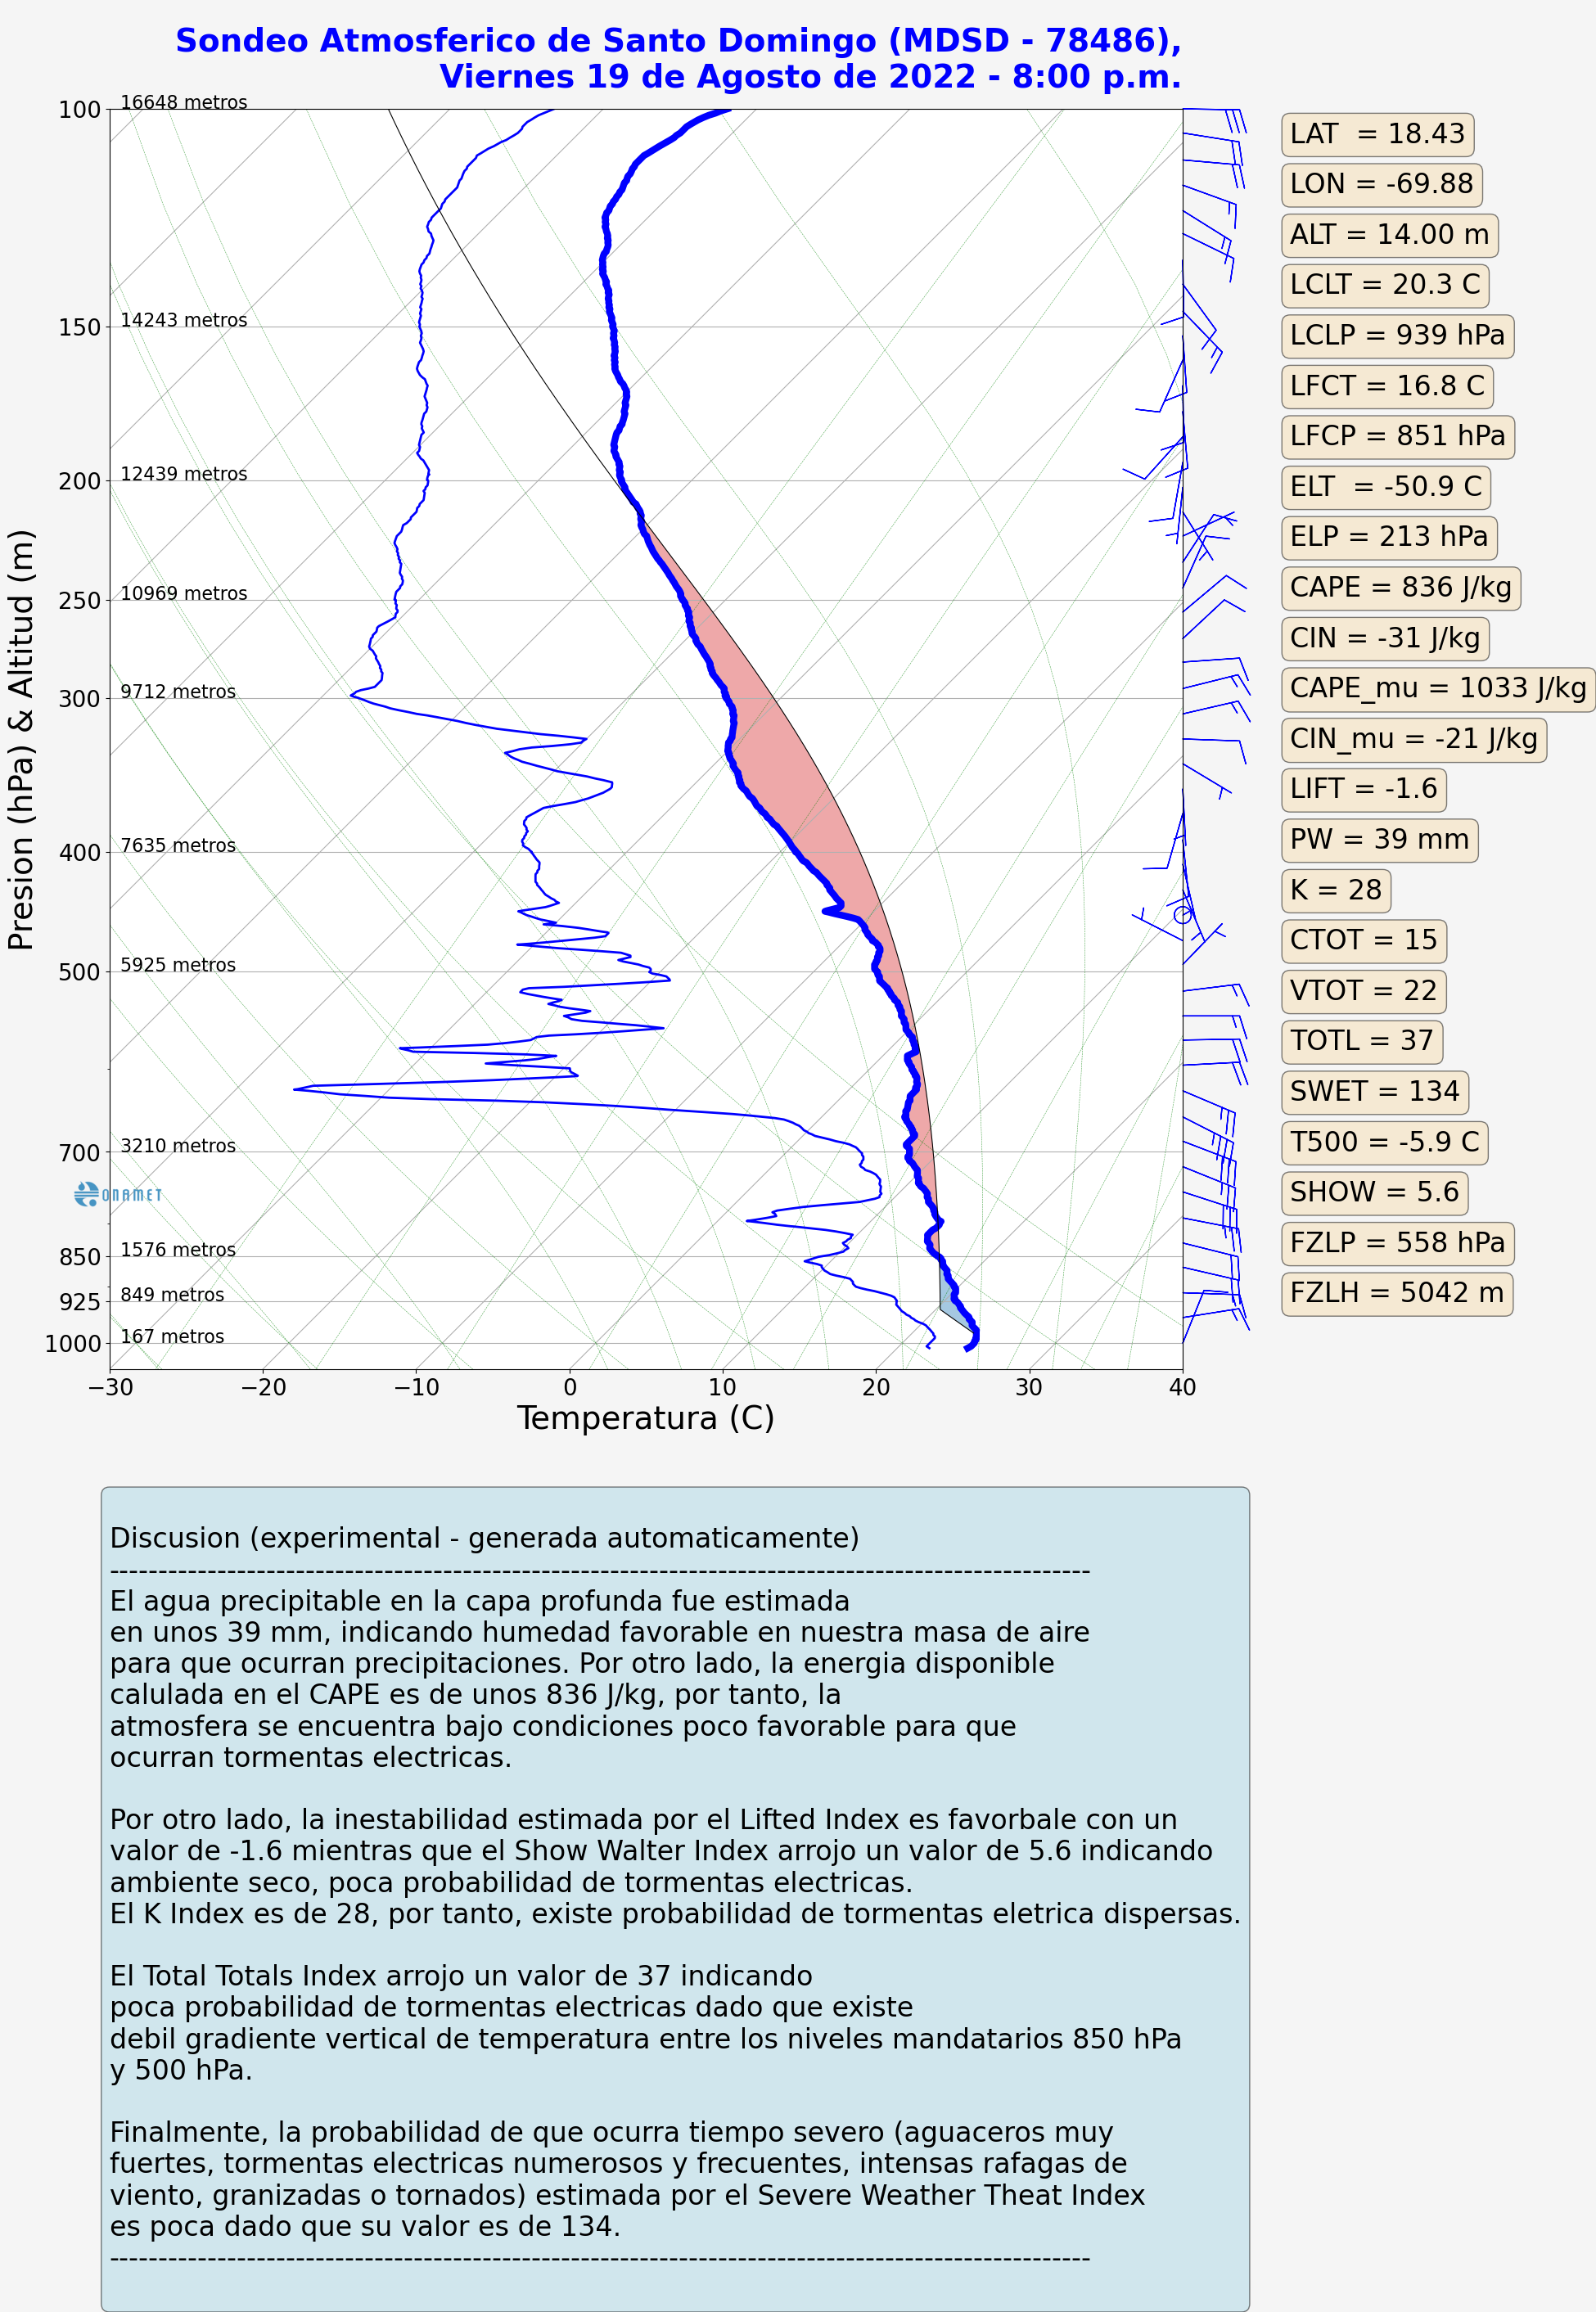 Sondeo Atmosferico de Santo Domingo (MDSD - 78486),
Viernes 19 de Agosto de 2022 - 8:00 p.m.
Presion (hPa) & Altitud (m)
100
16648 metros
150
14243 metros
200
12439 metros
250
10969 metros
300
9712 metros
400
7635 metros
500
5925 metros
700
3210 metros
ONAMET
850
1576 metros
925
849 metros
1000
167 metros
−30 −20 −10 0 10 20 30 40
Temperatura (C)
LAT = 18.43
LON = -69.88
ALT = 14.00 m
LCLT = 20.3 C
LCLP = 939 hPa
LFCT = 16.8 C
LFCP = 851 hPa
ELT = -50.9 C
ELP = 213 hPa
CAPE = 836 J/kg
CIN = -31 J/kg
CAPE_mu = 1033 J/kg
CIN_mu = -21 J/kg
LIFT = -1.6
PW = 39 mm
K = 28
CTOT = 15
VTOT = 22
TOTL = 37
SWET = 134
T500 = -5.9 C
SHOW = 5.6
FZLP = 558 hPa
FZLH = 5042 m
Discusion (experimental - generada automaticamente)
----------------------------------------------------------------------------------------------------
El agua precipitable en la capa profunda fue estimada
en unos 39 mm, indicando humedad favorable en nuestra masa de aire
para que ocurran precipitaciones. Por otro lado, la energia disponible
calulada en el CAPE es de unos 836 J/kg, por tanto, la
atmosfera se encuentra bajo condiciones poco favorable para que
ocurran tormentas electricas.
Por otro lado, la inestabilidad estimada por el Lifted Index es favorbale con un
valor de -1.6 mientras que el Show Walter Index arrojo un valor de 5.6 indicando
ambiente seco, poca probabilidad de tormentas electricas.
El K Index es de 28, por tanto, existe probabilidad de tormentas eletrica dispersas.
El Total Totals Index arrojo un valor de 37 indicando
poca probabilidad de tormentas electricas dado que existe
debil gradiente vertical de temperatura entre los niveles mandatarios 850 hPa
y 500 hPa.
Finalmente, la probabilidad de que ocurra tiempo severo (aguaceros muy
fuertes, tormentas electricas numerosos y frecuentes, intensas rafagas de
viento, granizadas o tornados) estimada por el Severe Weather Theat Index
es poca dado que su valor es de 134.
----------------------------------------------------------------------------------------------------